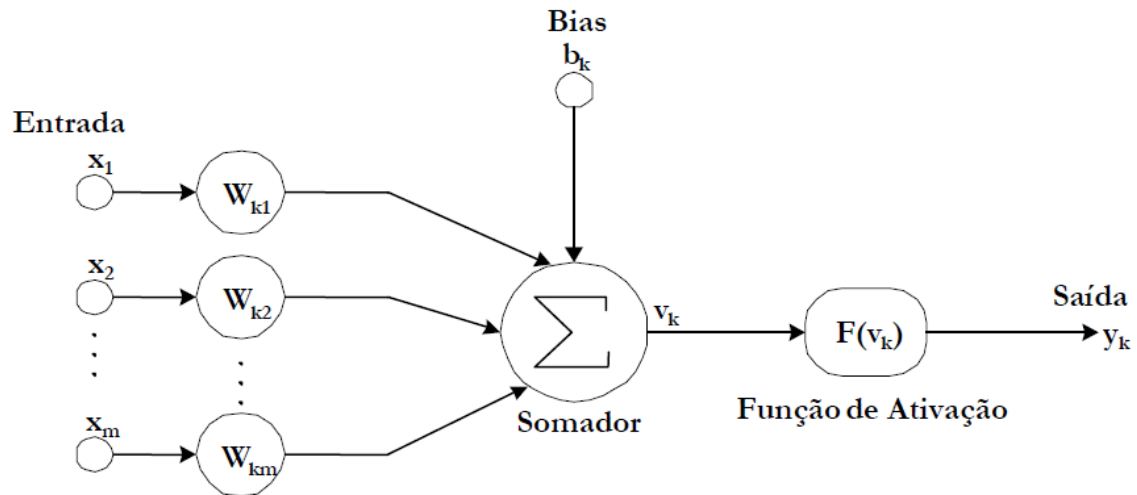 Bias
b_k
Entrada
x_1
W_k1
x_2
W_k2
x_m
W_km
∑
Somador
v_k
F(v_k)
Função de Ativação
Saída
y_k